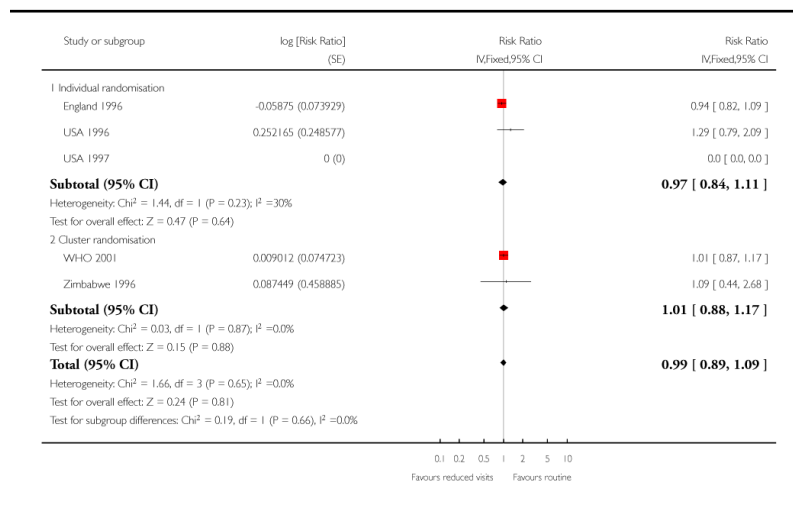 Study or subgroup log [Risk Ratio] Risk Ratio Risk Ratio
(SE) IV,Fixed,95% CI IV,Fixed,95% CI
1 Individual randomisation
England 1996 -0.05875 (0.073929) 0.94 [ 0.82, 1.09 ]
USA 1996 0.252165 (0.248577) 1.29 [ 0.79, 2.09 ]
USA 1997 0 (0) 0.0 [ 0.0, 0.0 ]
Subtotal (95% CI) 0.97 [ 0.84, 1.11 ]
Heterogeneity: Chi² = 1.44, df = 1 (P = 0.23); I² =30%
Test for overall effect: Z = 0.47 (P = 0.64)
2 Cluster randomisation
WHO 2001 0.009012 (0.074723) 1.01 [ 0.87, 1.17 ]
Zimbabwe 1996 0.087449 (0.458885) 1.09 [ 0.44, 2.68 ]
Subtotal (95% CI) 1.01 [ 0.88, 1.17 ]
Heterogeneity: Chi² = 0.03, df = 1 (P = 0.87); I² =0.0%
Test for overall effect: Z = 0.15 (P = 0.88)
Total (95% CI) 0.99 [ 0.89, 1.09 ]
Heterogeneity: Chi² = 1.66, df = 3 (P = 0.65); I² =0.0%
Test for overall effect: Z = 0.24 (P = 0.81)
Test for subgroup differences: Chi² = 0.19, df = 1 (P = 0.66), I² =0.0%
0.1 0.2 0.5 1 2 5 10
Favours reduced visits Favours routine